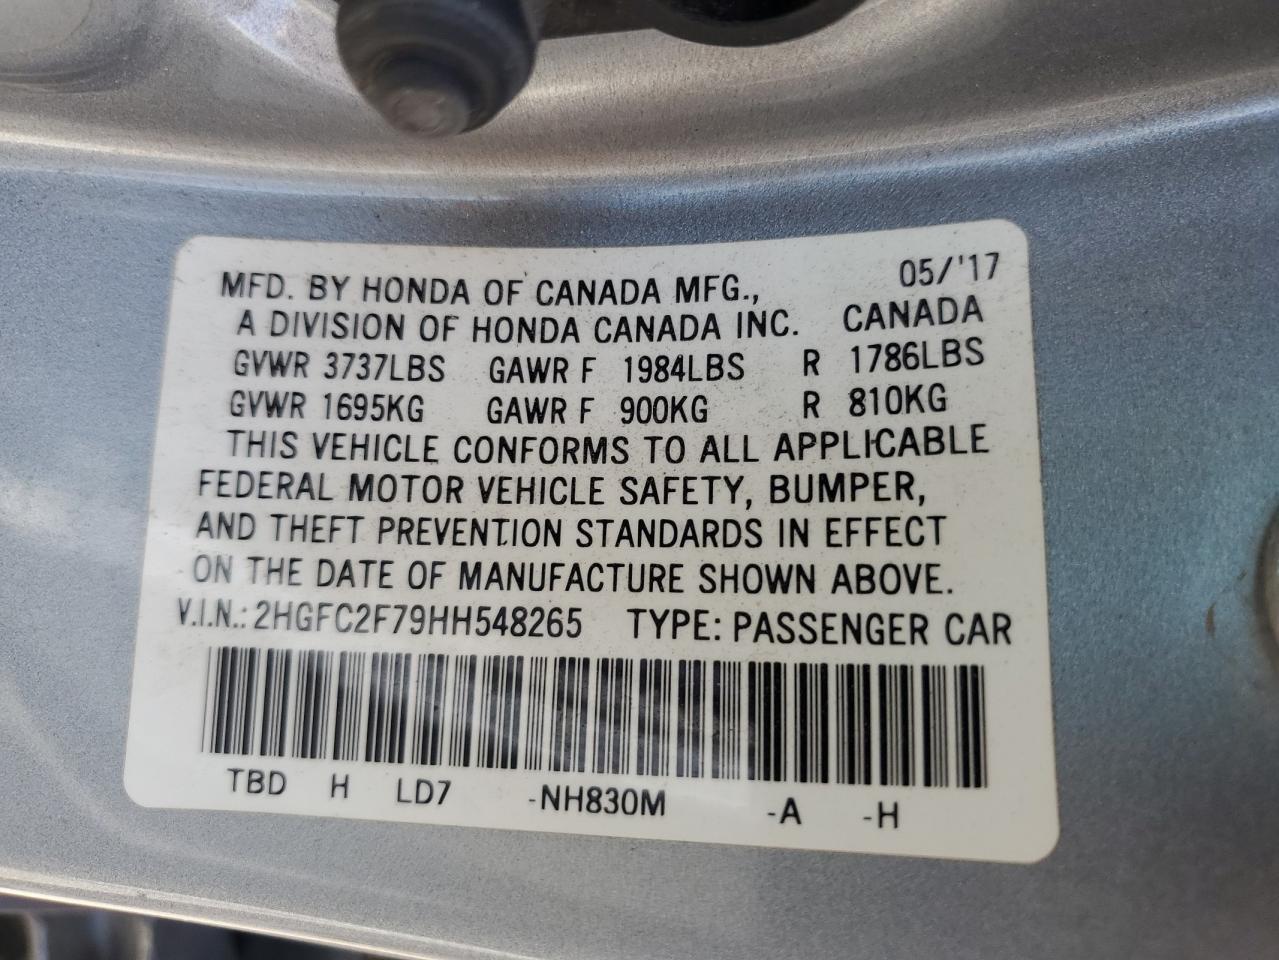 MFD. BY HONDA OF CANADA MFG., 05/'17
A DIVISION OF HONDA CANADA INC. CANADA
GVWR 3737LBS GAWR F 1984LBS R 1786LBS
GVWR 1695KG GAWR F 900KG R 810KG
THIS VEHICLE CONFORMS TO ALL APPLICABLE
FEDERAL MOTOR VEHICLE SAFETY, BUMPER,
AND THEFT PREVENTION STANDARDS IN EFFECT
ON THE DATE OF MANUFACTURE SHOWN ABOVE.
V.I.N.: 2HGFC2F79HH548265 TYPE: PASSENGER CAR
TBD H LD7 -NH830M -A -H